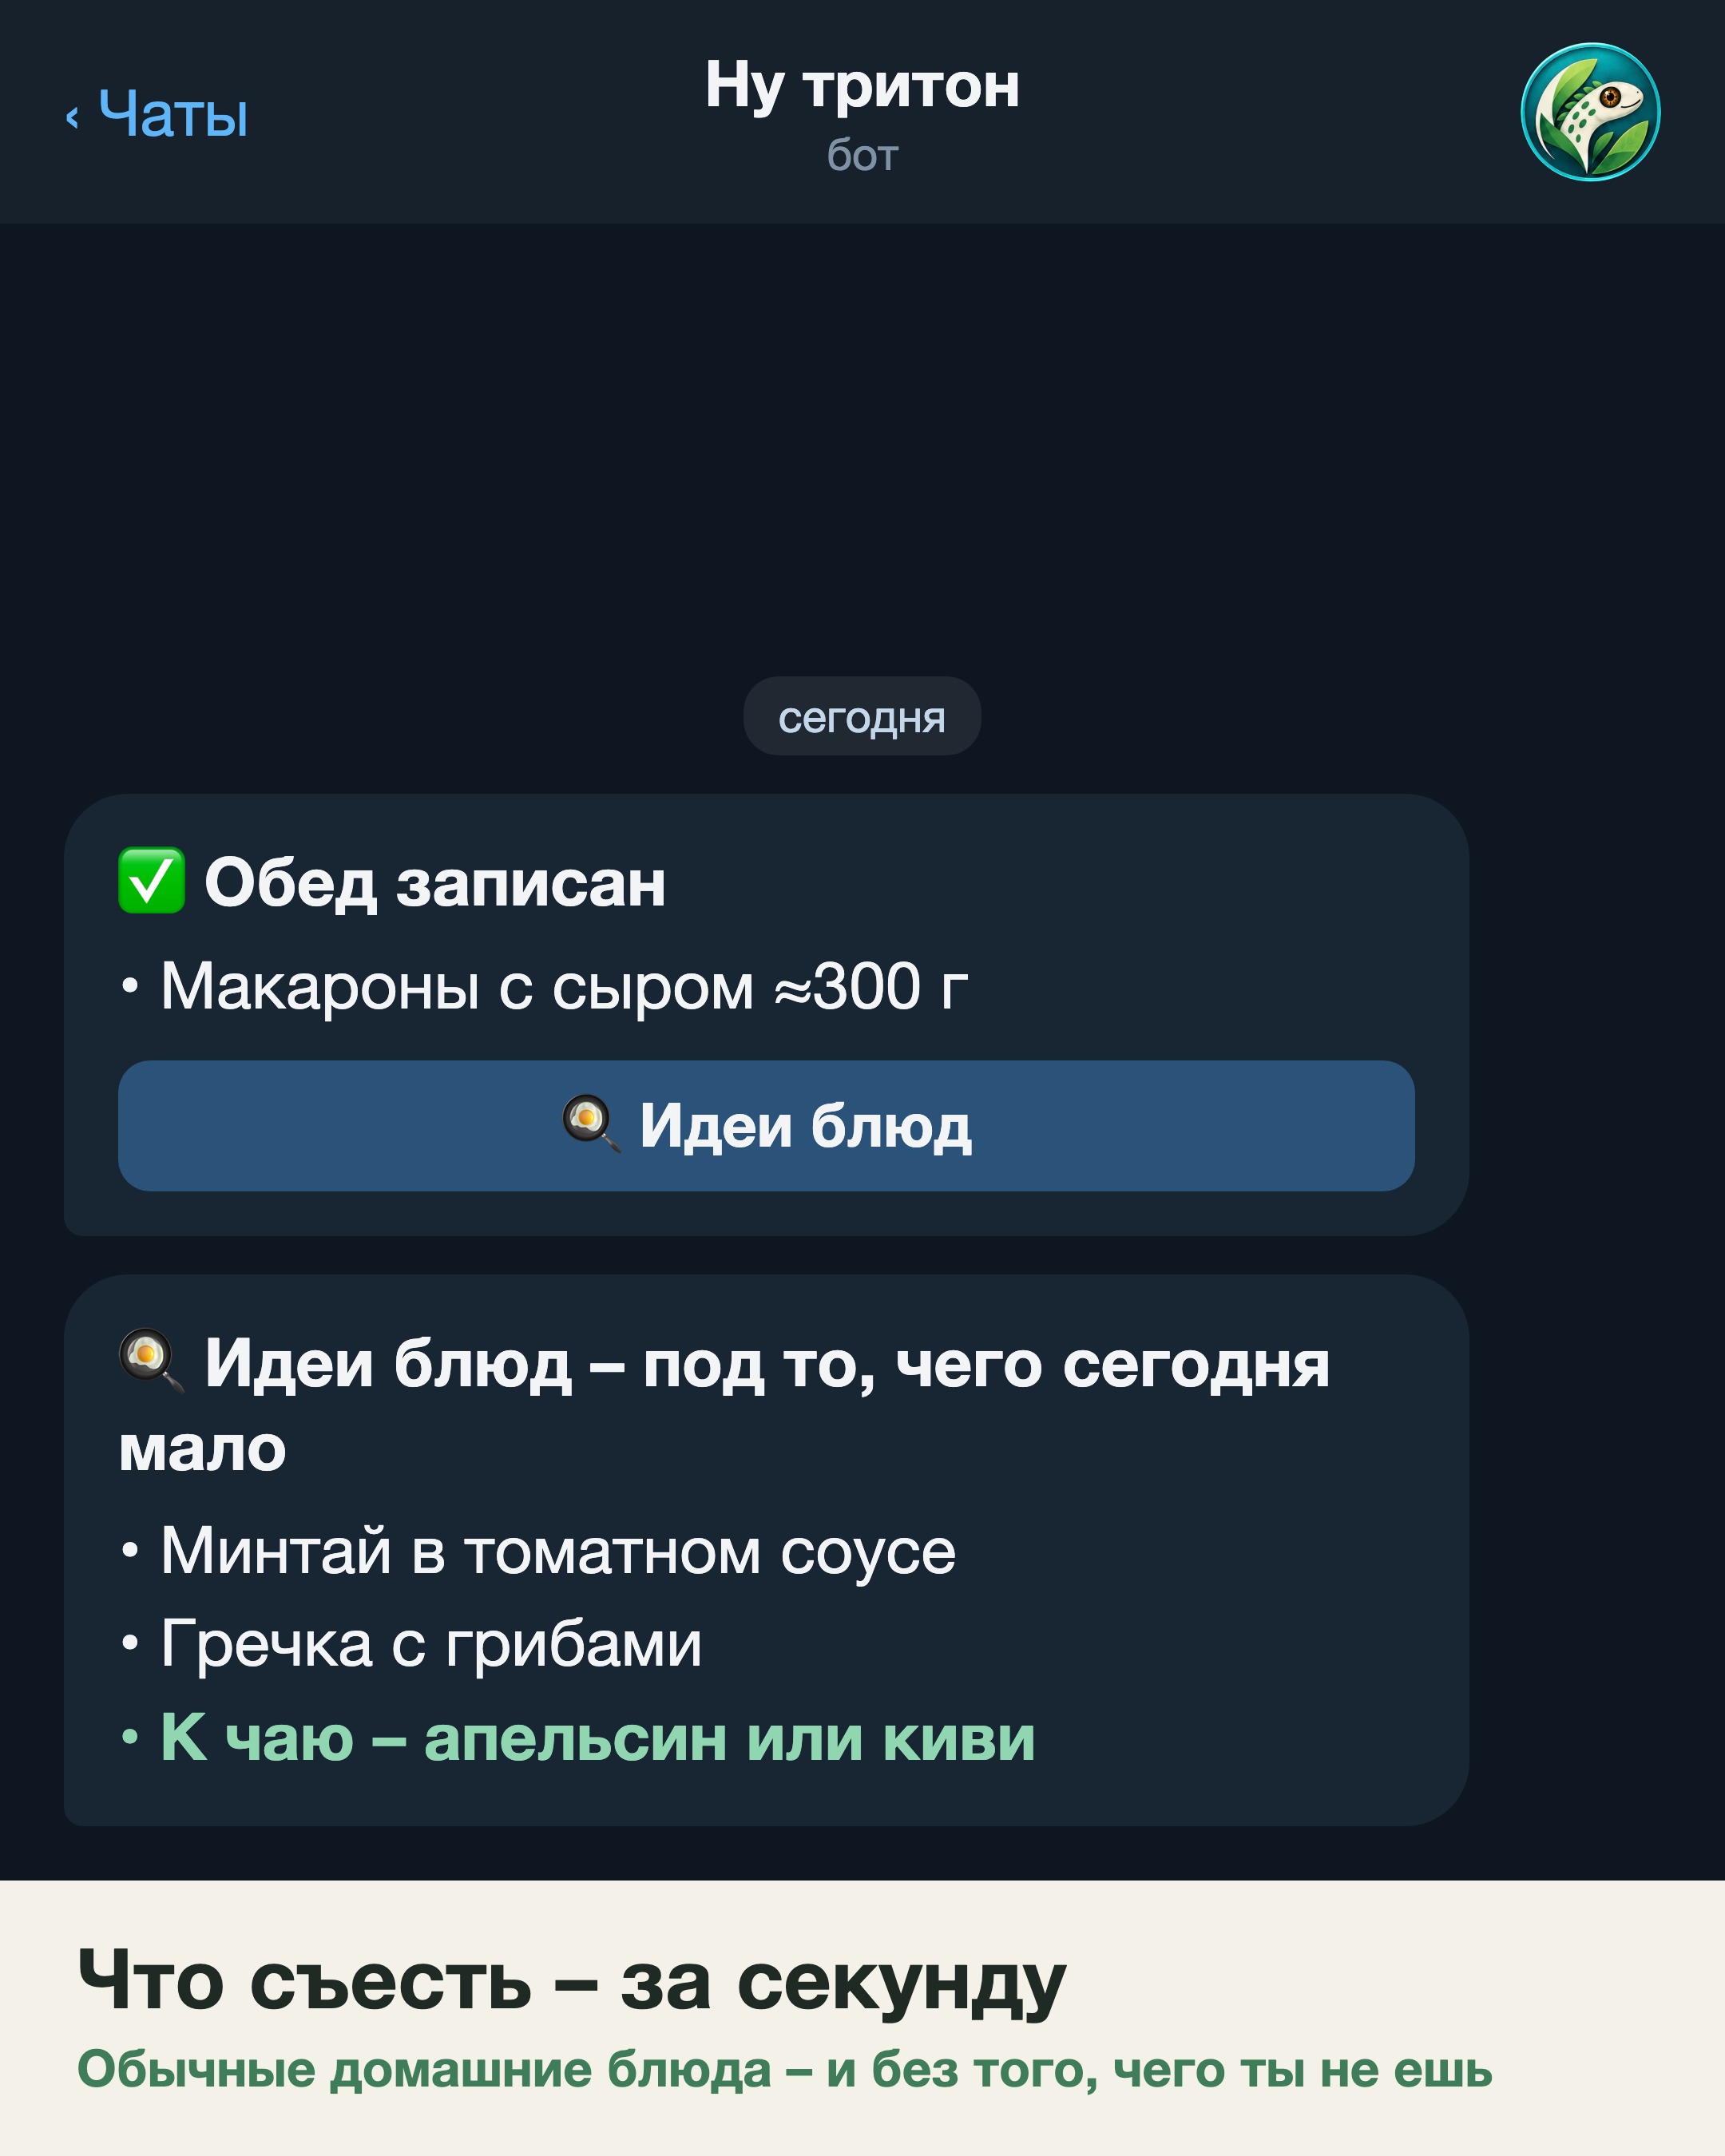 ‹ Чаты
Ну тритон
бот
сегодня
✅ Обед записан
• Макароны с сыром ≈300 г
🍳 Идеи блюд
🍳 Идеи блюд – под то, чего сегодня
мало
• Минтай в томатном соусе
• Гречка с грибами
• К чаю – апельсин или киви
Что съесть – за секунду
Обычные домашние блюда – и без того, чего ты не ешь